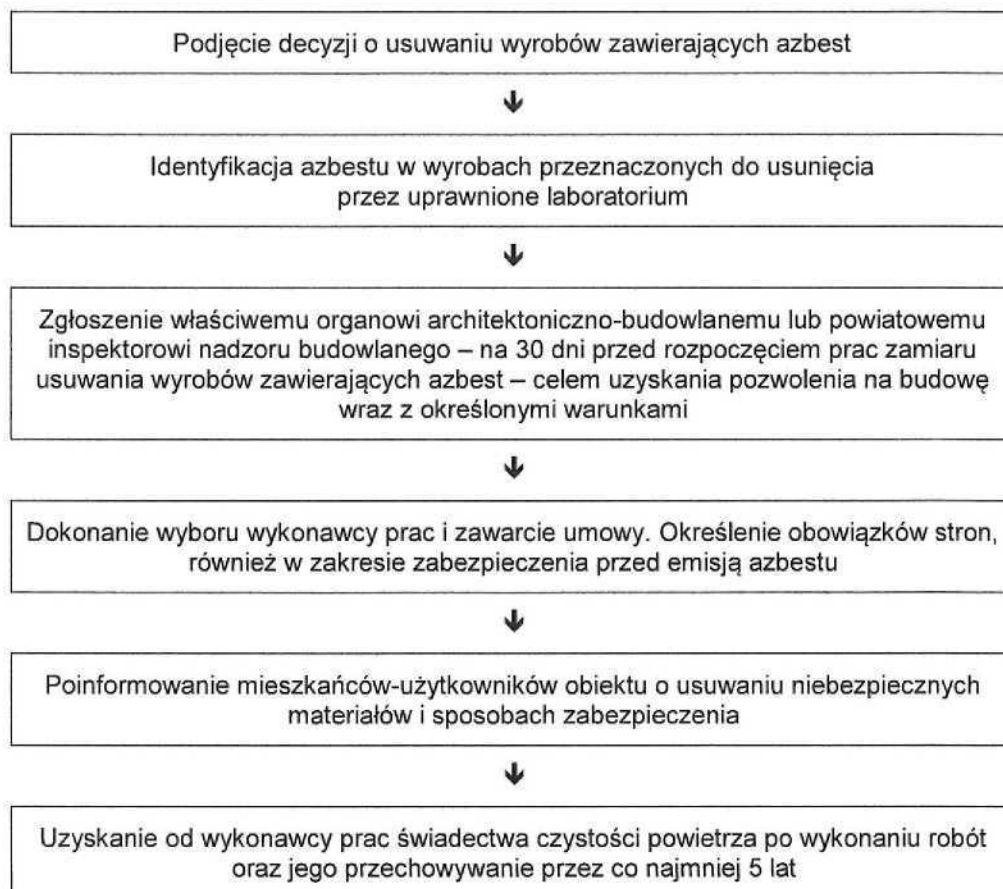 Podjęcie decyzji o usuwaniu wyrobów zawierających azbest
Identyfikacja azbestu w wyrobach przeznaczonych do usunięcia
przez uprawnione laboratorium
Zgłoszenie właściwemu organowi architektoniczno-budowlanemu lub powiatowemu
inspektorowi nadzoru budowlanego – na 30 dni przed rozpoczęciem prac zamiaru
usuwania wyrobów zawierających azbest – celem uzyskania pozwolenia na budowę
wraz z określonymi warunkami
Dokonanie wyboru wykonawcy prac i zawarcie umowy. Określenie obowiązków stron,
również w zakresie zabezpieczenia przed emisją azbestu
Poinformowanie mieszkańców-użytkowników obiektu o usuwaniu niebezpiecznych
materiałów i sposobach zabezpieczenia
Uzyskanie od wykonawcy prac świadectwa czystości powietrza po wykonaniu robót
oraz jego przechowywanie przez co najmniej 5 lat